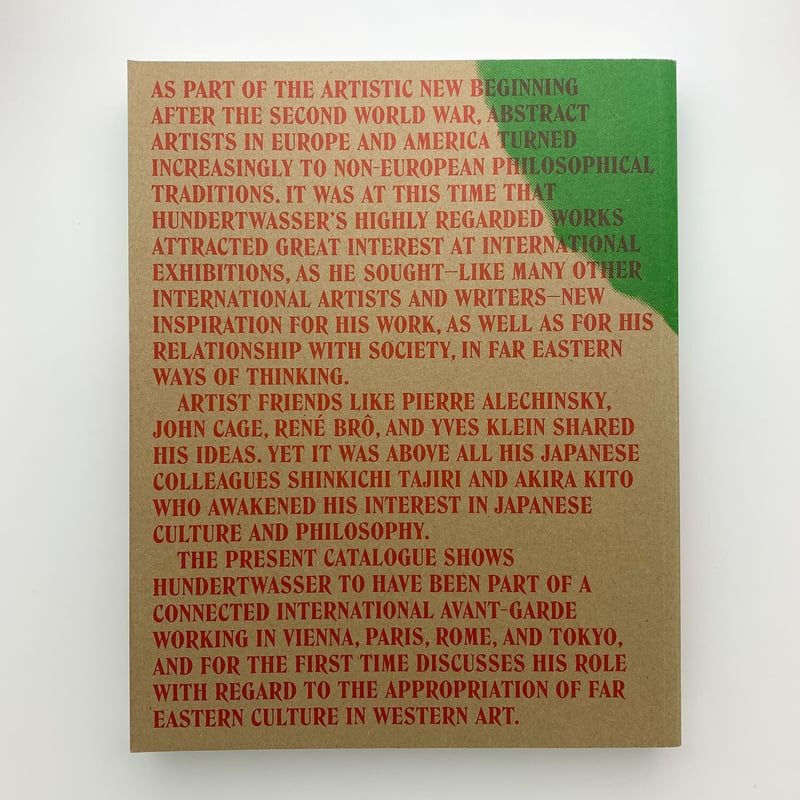 AS PART OF THE ARTISTIC NEW BEGINNING
AFTER THE SECOND WORLD WAR, ABSTRACT
ARTISTS IN EUROPE AND AMERICA TURNED
INCREASINGLY TO NON-EUROPEAN PHILOSOPHICAL
TRADITIONS. IT WAS AT THIS TIME THAT
HUNDERTWASSER'S HIGHLY REGARDED WORKS
ATTRACTED GREAT INTEREST AT INTERNATIONAL
EXHIBITIONS, AS HE SOUGHT—LIKE MANY OTHER
INTERNATIONAL ARTISTS AND WRITERS—NEW
INSPIRATION FOR HIS WORK, AS WELL AS FOR HIS
RELATIONSHIP WITH SOCIETY, IN FAR EASTERN
WAYS OF THINKING.
ARTIST FRIENDS LIKE PIERRE ALECHINSKY,
JOHN CAGE, RENÉ BRÔ, AND YVES KLEIN SHARED
HIS IDEAS. YET IT WAS ABOVE ALL HIS JAPANESE
COLLEAGUES SHINKICHI TAJIRI AND AKIRA KITO
WHO AWAKENED HIS INTEREST IN JAPANESE
CULTURE AND PHILOSOPHY.
THE PRESENT CATALOGUE SHOWS
HUNDERTWASSER TO HAVE BEEN PART OF A
CONNECTED INTERNATIONAL AVANT-GARDE
WORKING IN VIENNA, PARIS, ROME, AND TOKYO,
AND FOR THE FIRST TIME DISCUSSES HIS ROLE
WITH REGARD TO THE APPROPRIATION OF FAR
EASTERN CULTURE IN WESTERN ART.